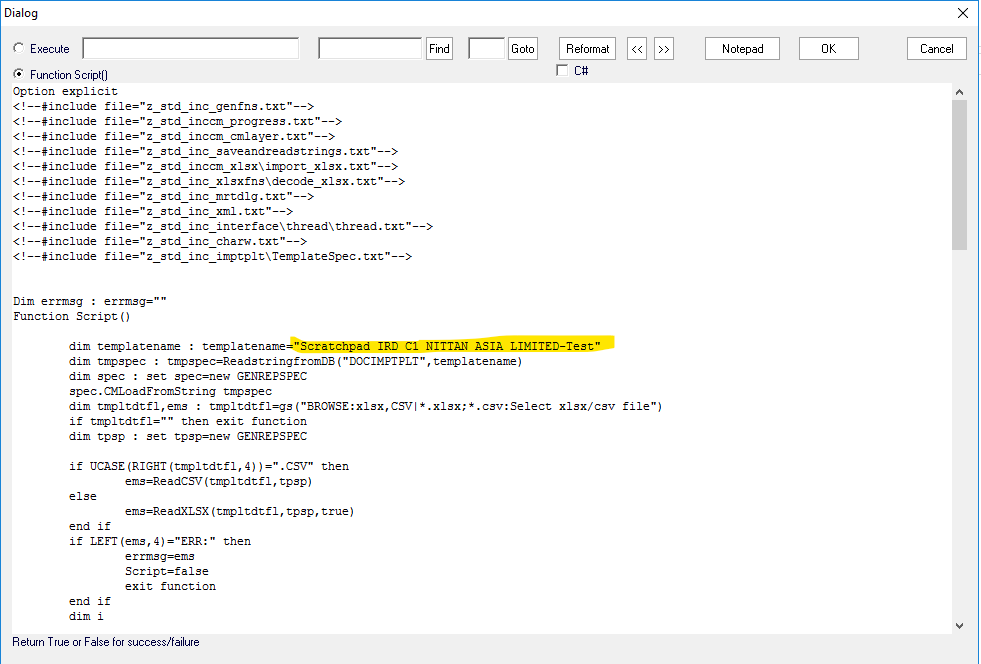 Dialog
Execute
Find
Goto
Reformat
<<
>>
Notepad
OK
Cancel
Function Script()
C#
Option explicit
<!--#include file="z_std_inc_genfns.txt"-->
<!--#include file="z_std_inccm_progress.txt"-->
<!--#include file="z_std_inccm_cmlayer.txt"-->
<!--#include file="z_std_inc_saveandreadstrings.txt"-->
<!--#include file="z_std_inccm_xlsx\import_xlsx.txt"-->
<!--#include file="z_std_inc_xlsxfns\decode_xlsx.txt"-->
<!--#include file="z_std_inc_mrtdlg.txt"-->
<!--#include file="z_std_inc_xml.txt"-->
<!--#include file="z_std_inc_interface\thread\thread.txt"-->
<!--#include file="z_std_inc_charw.txt"-->
<!--#include file="z_std_inc_imptplt\TemplateSpec.txt"-->
Dim errmsg : errmsg=""
Function Script()
dim templatename : templatename="Scratchpad IRD C1 NITTAN ASIA LIMITED-Test"
dim tmpspec : tmpspec=ReadstringfromDB("DOCIMPTPLT",templatename)
dim spec : set spec=new GENREPSPEC
spec.CMLoadFromString tmpspec
dim tmpltdtfl,ems : tmpltdtfl=gs("BROWSE:xlsx,CSV|*.xlsx;*.csv:Select xlsx/csv file")
if tmpltdtfl="" then exit function
dim tpsp : set tpsp=new GENREPSPEC
if UCASE(RIGHT(tmpltdtfl,4))=".CSV" then
ems=ReadCSV(tmpltdtfl,tpsp)
else
ems=ReadXLSX(tmpltdtfl,tpsp,true)
end if
if LEFT(ems,4)="ERR:" then
errmsg=ems
Script=false
exit function
end if
dim i
Return True or False for success/failure